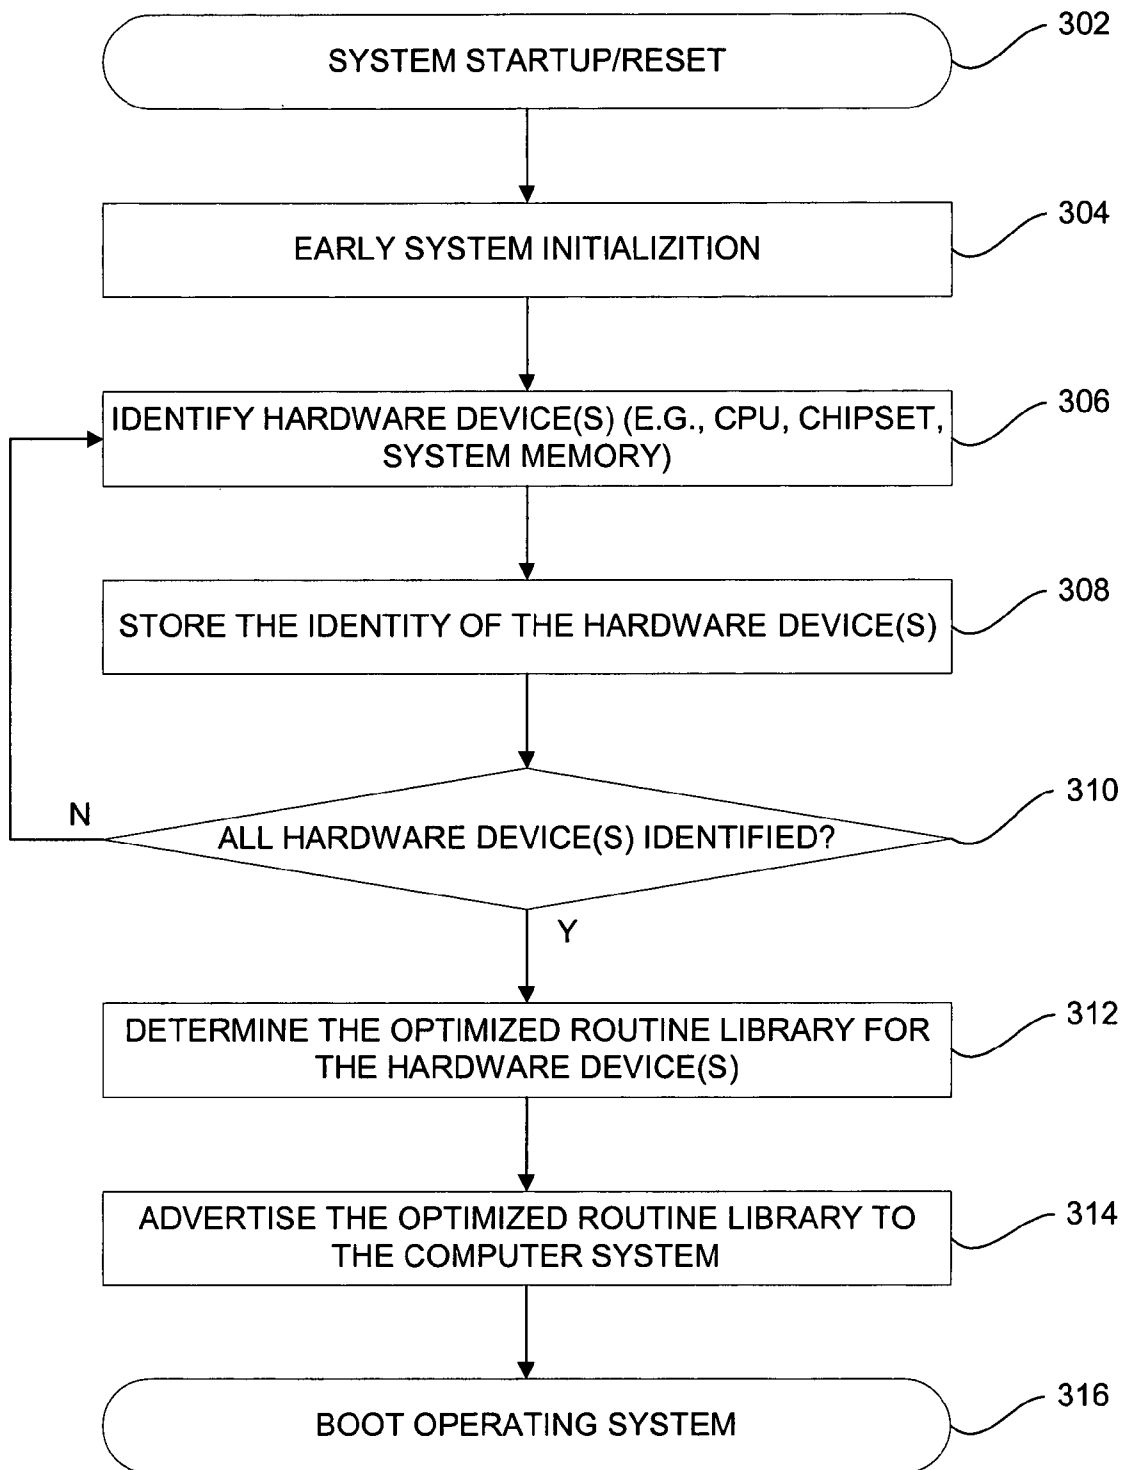 SYSTEM STARTUP/RESET
302
EARLY SYSTEM INITIALIZITION
304
IDENTIFY HARDWARE DEVICE(S) (E.G., CPU, CHIPSET,
SYSTEM MEMORY)
306
STORE THE IDENTITY OF THE HARDWARE DEVICE(S)
308
ALL HARDWARE DEVICE(S) IDENTIFIED?
310
N
Y
DETERMINE THE OPTIMIZED ROUTINE LIBRARY FOR
THE HARDWARE DEVICE(S)
312
ADVERTISE THE OPTIMIZED ROUTINE LIBRARY TO
THE COMPUTER SYSTEM
314
BOOT OPERATING SYSTEM
316